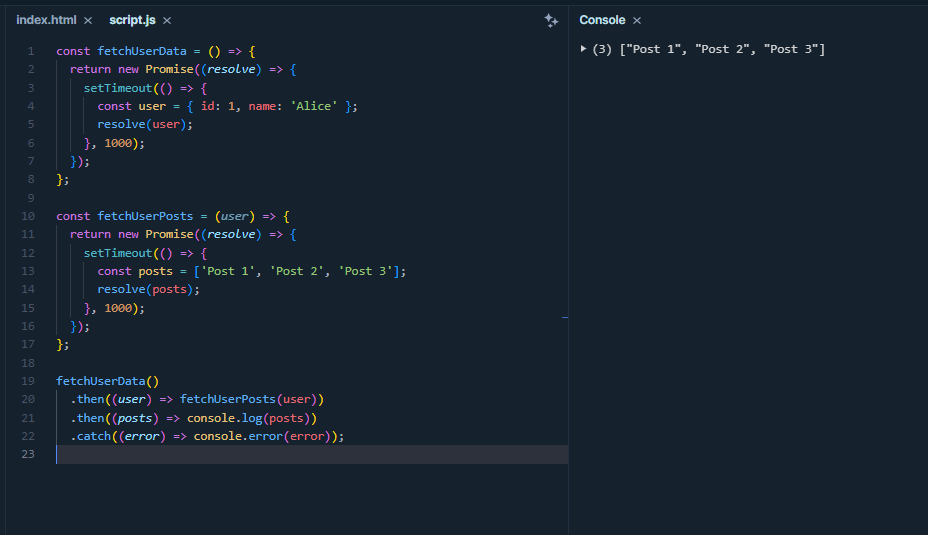 index.html × script.js × Console ×
1 const fetchUserData = () => {
2 return new Promise((resolve) => {
3 setTimeout(() => {
4 const user = { id: 1, name: 'Alice' };
5 resolve(user);
6 }, 1000);
7 });
8 };
9
10 const fetchUserPosts = (user) => {
11 return new Promise((resolve) => {
12 setTimeout(() => {
13 const posts = ['Post 1', 'Post 2', 'Post 3'];
14 resolve(posts);
15 }, 1000);
16 });
17 };
18
19 fetchUserData()
20 .then((user) => fetchUserPosts(user))
21 .then((posts) => console.log(posts))
22 .catch((error) => console.error(error));
23
(3) ["Post 1", "Post 2", "Post 3"]